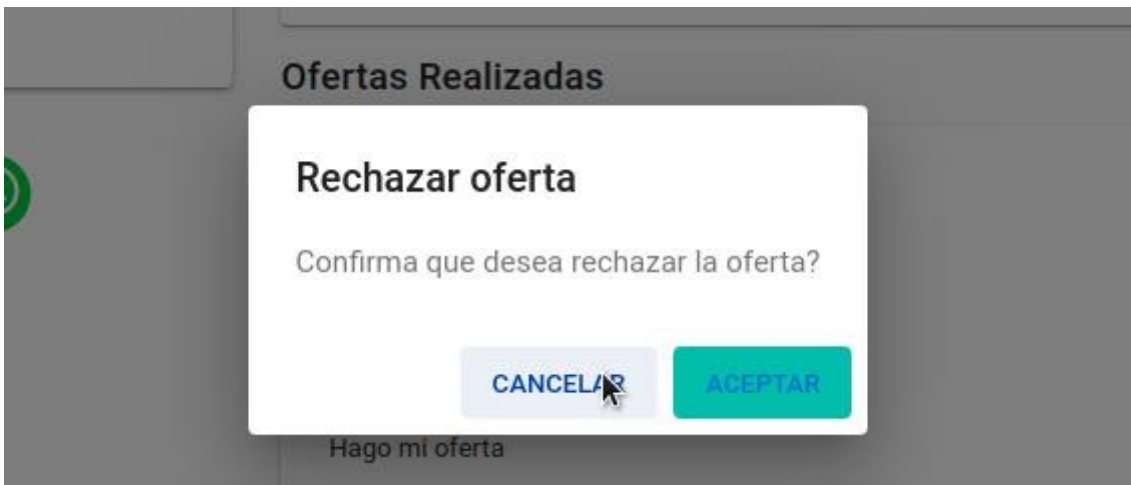 Ofertas Realizadas
Rechazar oferta
Confirma que desea rechazar la oferta?
CANCELAR
ACEPTAR
Hago mi oferta